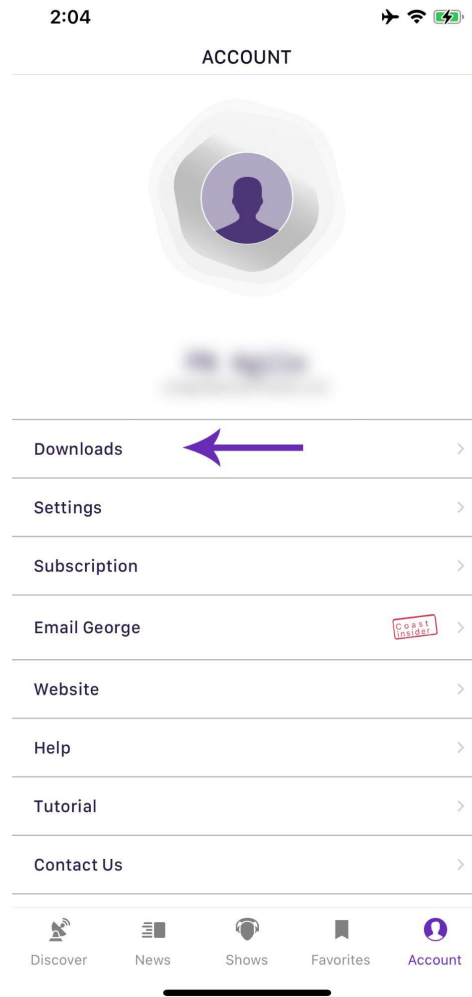 2:04
ACCOUNT
Downloads
Settings
Subscription
Email George
Coast
insider
Website
Help
Tutorial
Contact Us
Discover
News
Shows
Favorites
Account